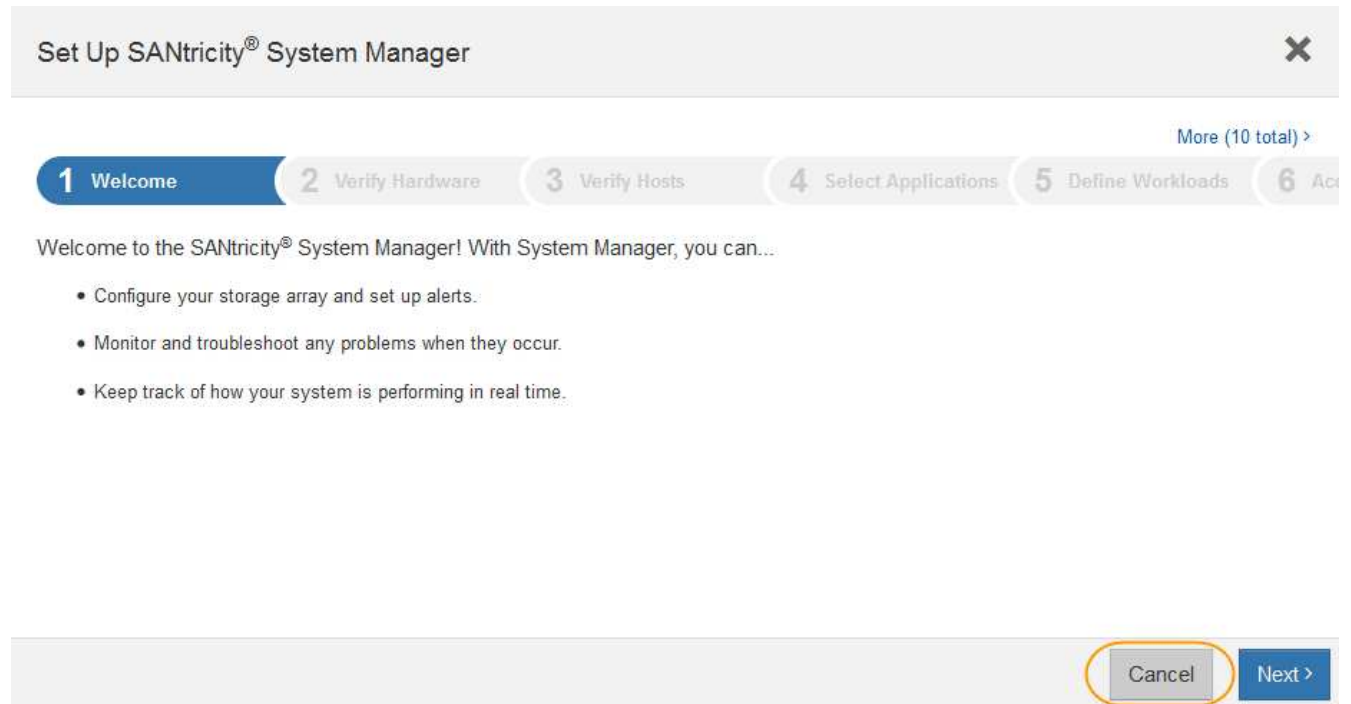 Set Up SANtricity® System Manager
More (10 total) >
1 Welcome 2 Verify Hardware 3 Verify Hosts 4 Select Applications 5 Define Workloads 6 Acc
Welcome to the SANtricity® System Manager! With System Manager, you can...
• Configure your storage array and set up alerts.
• Monitor and troubleshoot any problems when they occur.
• Keep track of how your system is performing in real time.
Cancel Next >